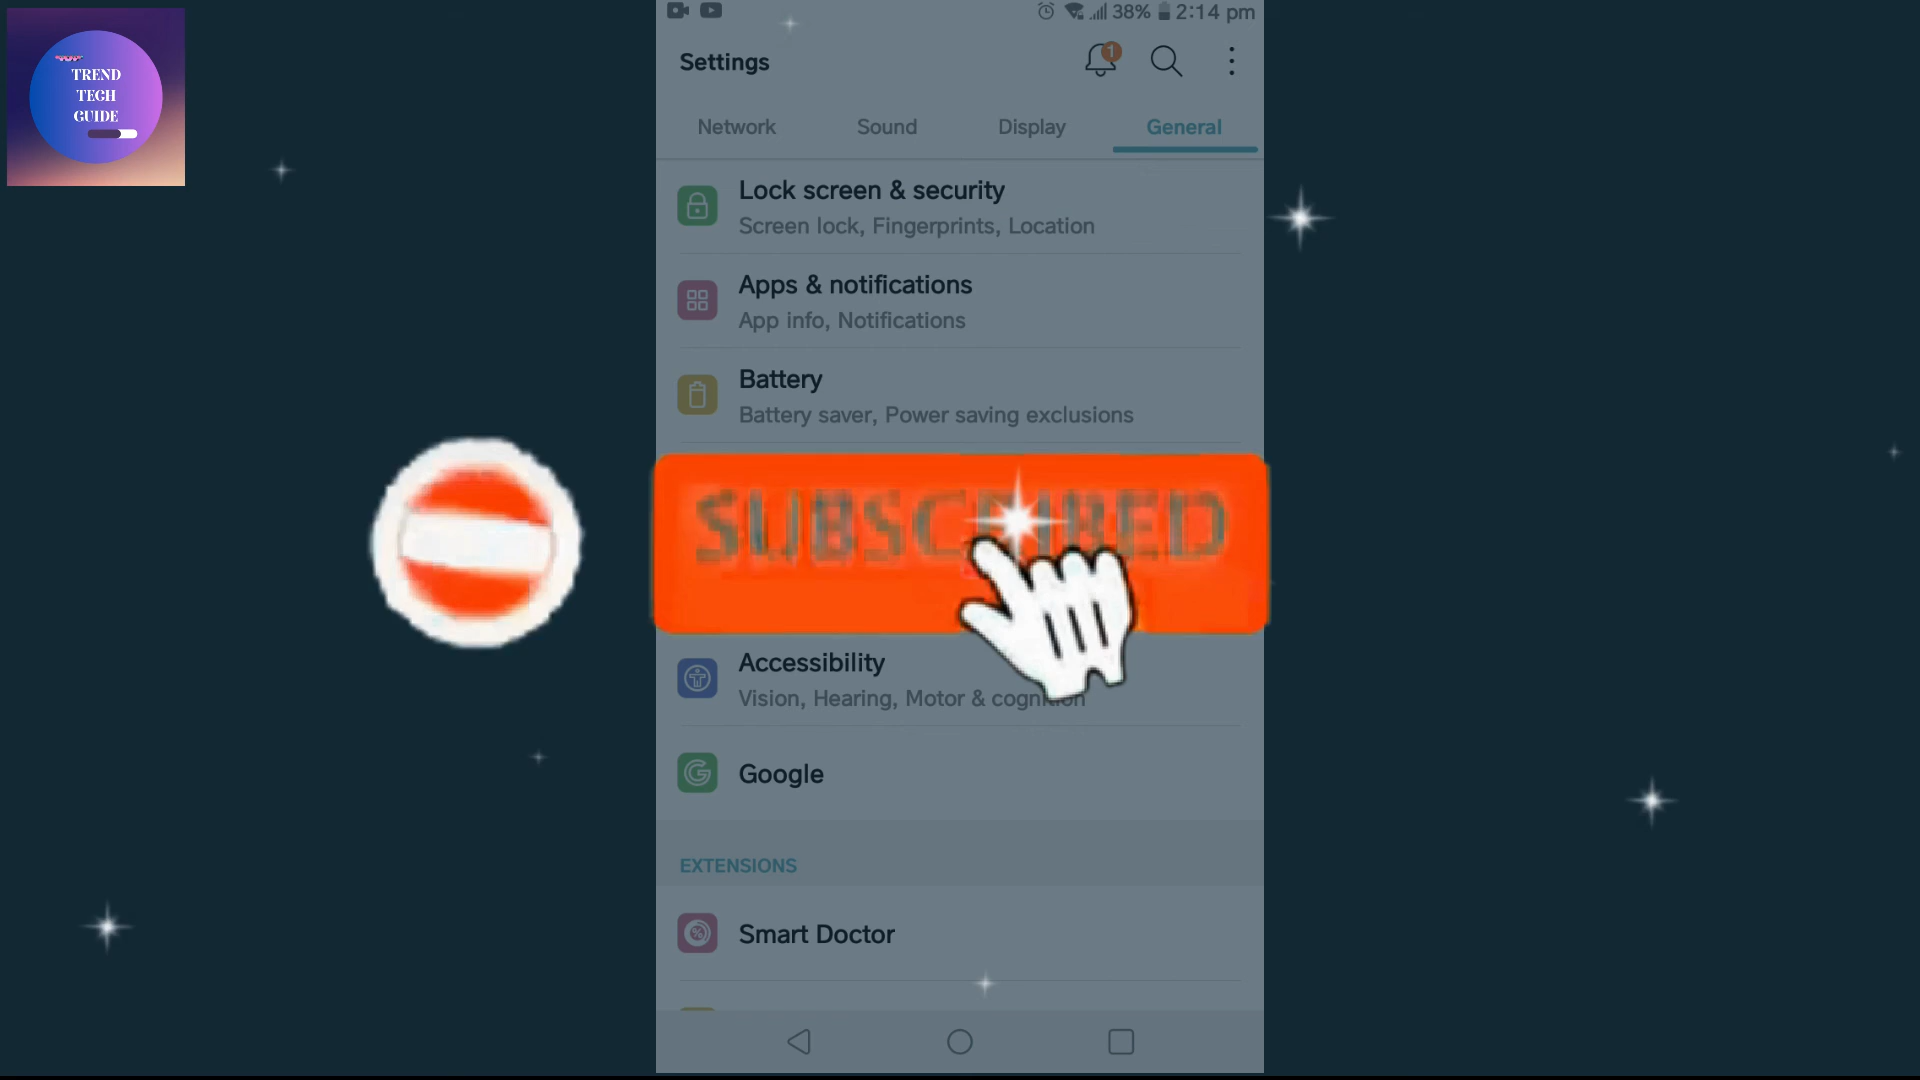 TREND
TECH
GUIDE
38% 2:14 pm
Settings
1
Network Sound Display General
Lock screen & security
Screen lock, Fingerprints, Location
Apps & notifications
App info, Notifications
Battery
Battery saver, Power saving exclusions
SUBSCRIBED
Accessibility
Vision, Hearing, Motor & cognition
Google
EXTENSIONS
Smart Doctor